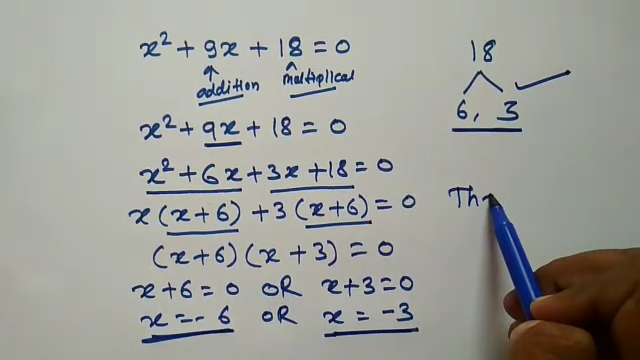 x² + 9x + 18 = 0
addition multiplical
x² + 9x + 18 = 0
x² + 6x + 3x + 18 = 0
x (x + 6) + 3 (x + 6) = 0
(x + 6) (x + 3) = 0
x + 6 = 0 OR x + 3 = 0
x = - 6 OR x = - 3
18
6, 3
Th